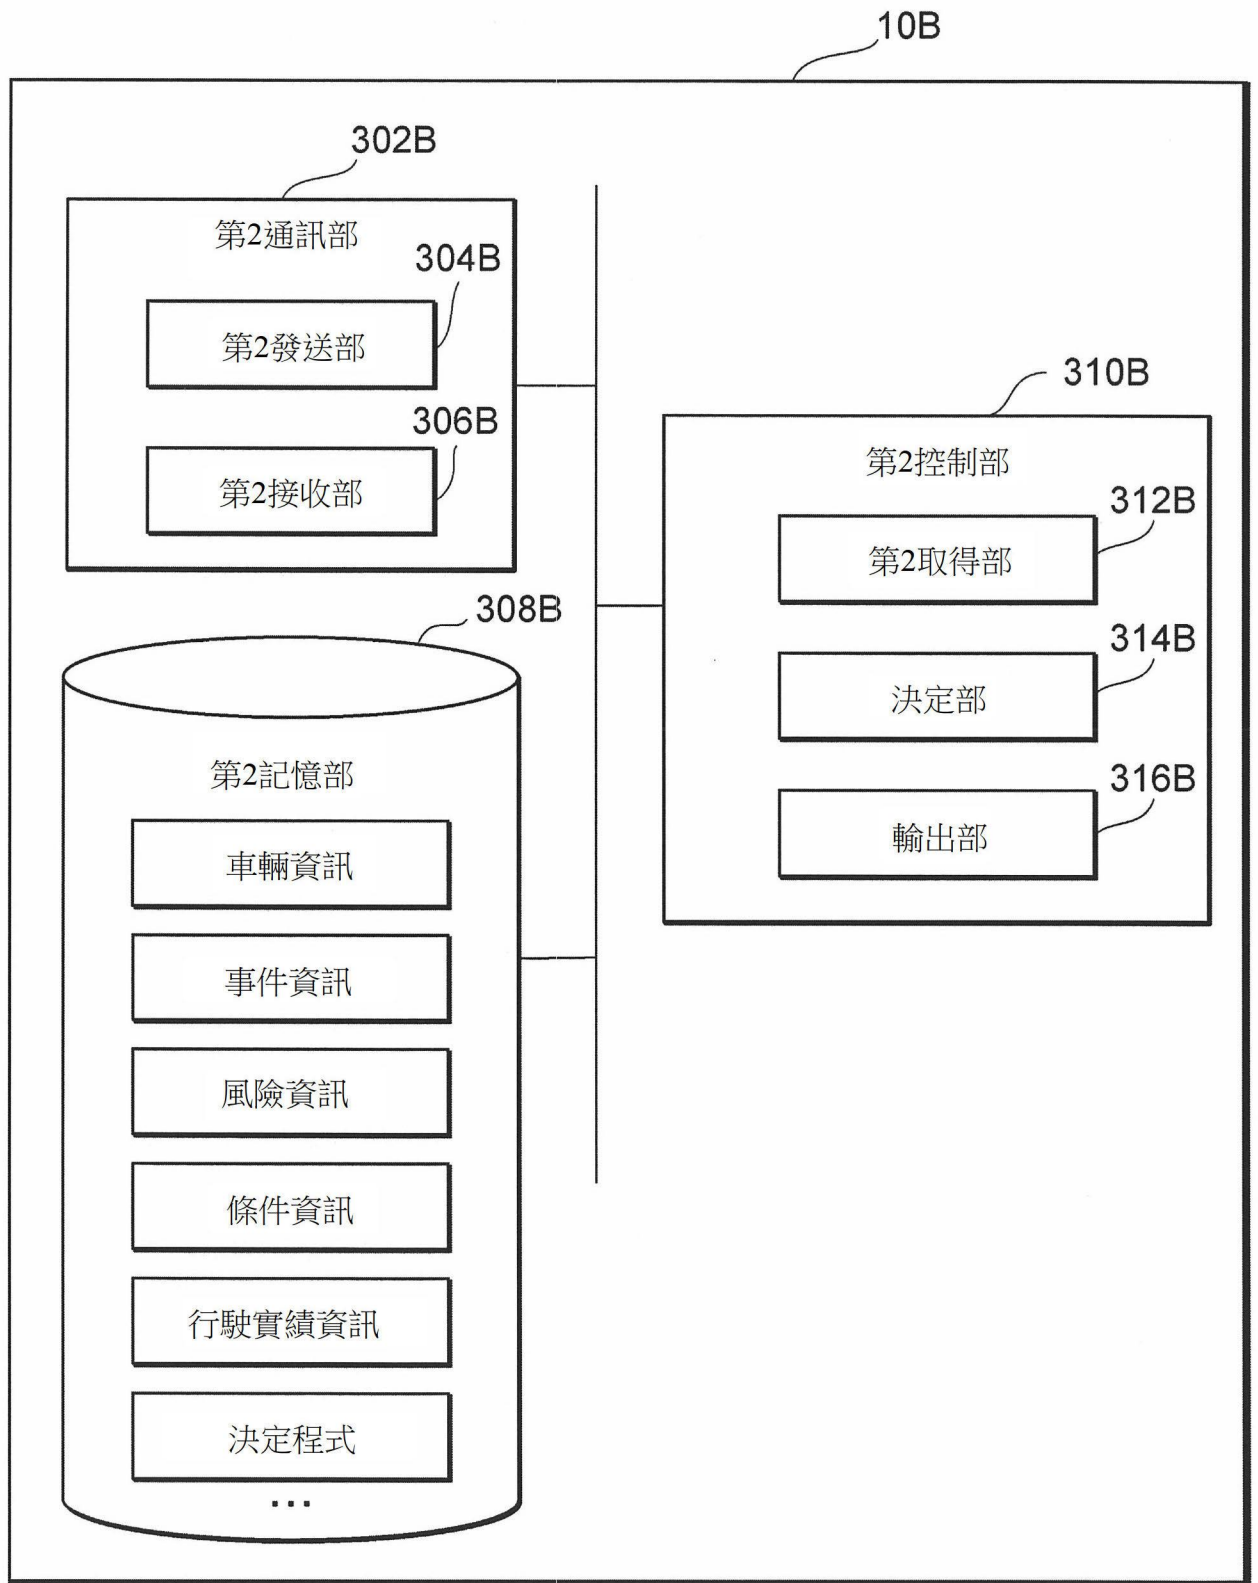 10B
302B
第2通訊部
304B
第2發送部
306B
第2接收部
308B
第2記憶部
車輛資訊
事件資訊
風險資訊
條件資訊
行駛實績資訊
決定程式
...
310B
第2控制部
312B
第2取得部
314B
決定部
316B
輸出部